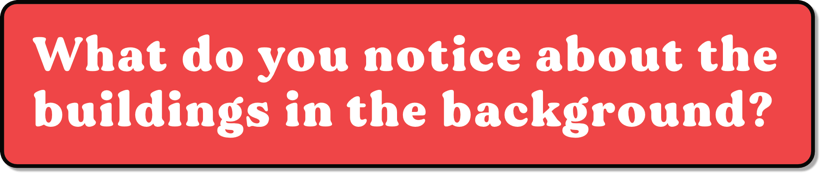 What do you notice about the
buildings in the background?